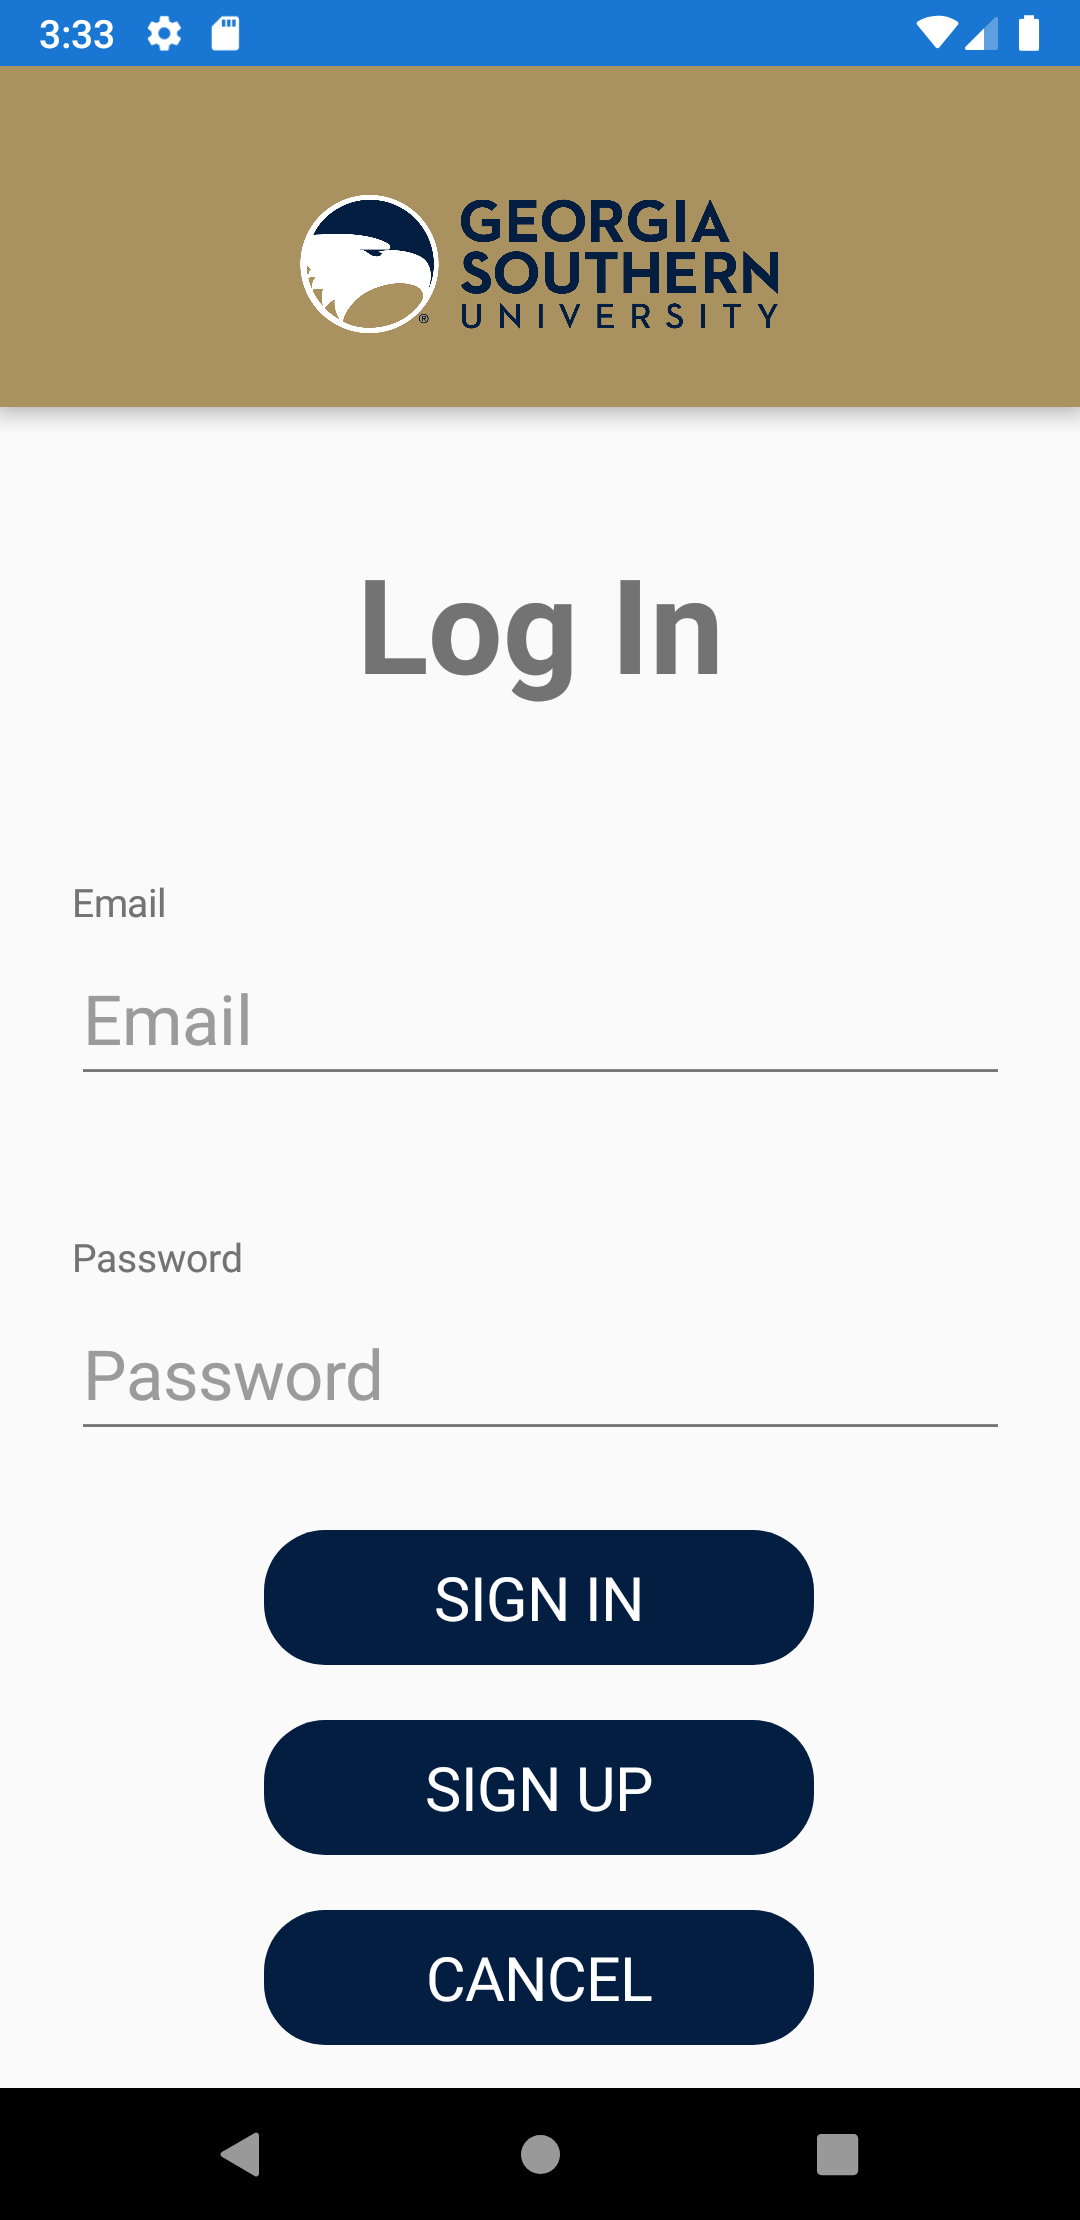 3:33
GEORGIA
SOUTHERN
UNIVERSITY
®
Log In
Email
Email
Password
Password
SIGN IN
SIGN UP
CANCEL